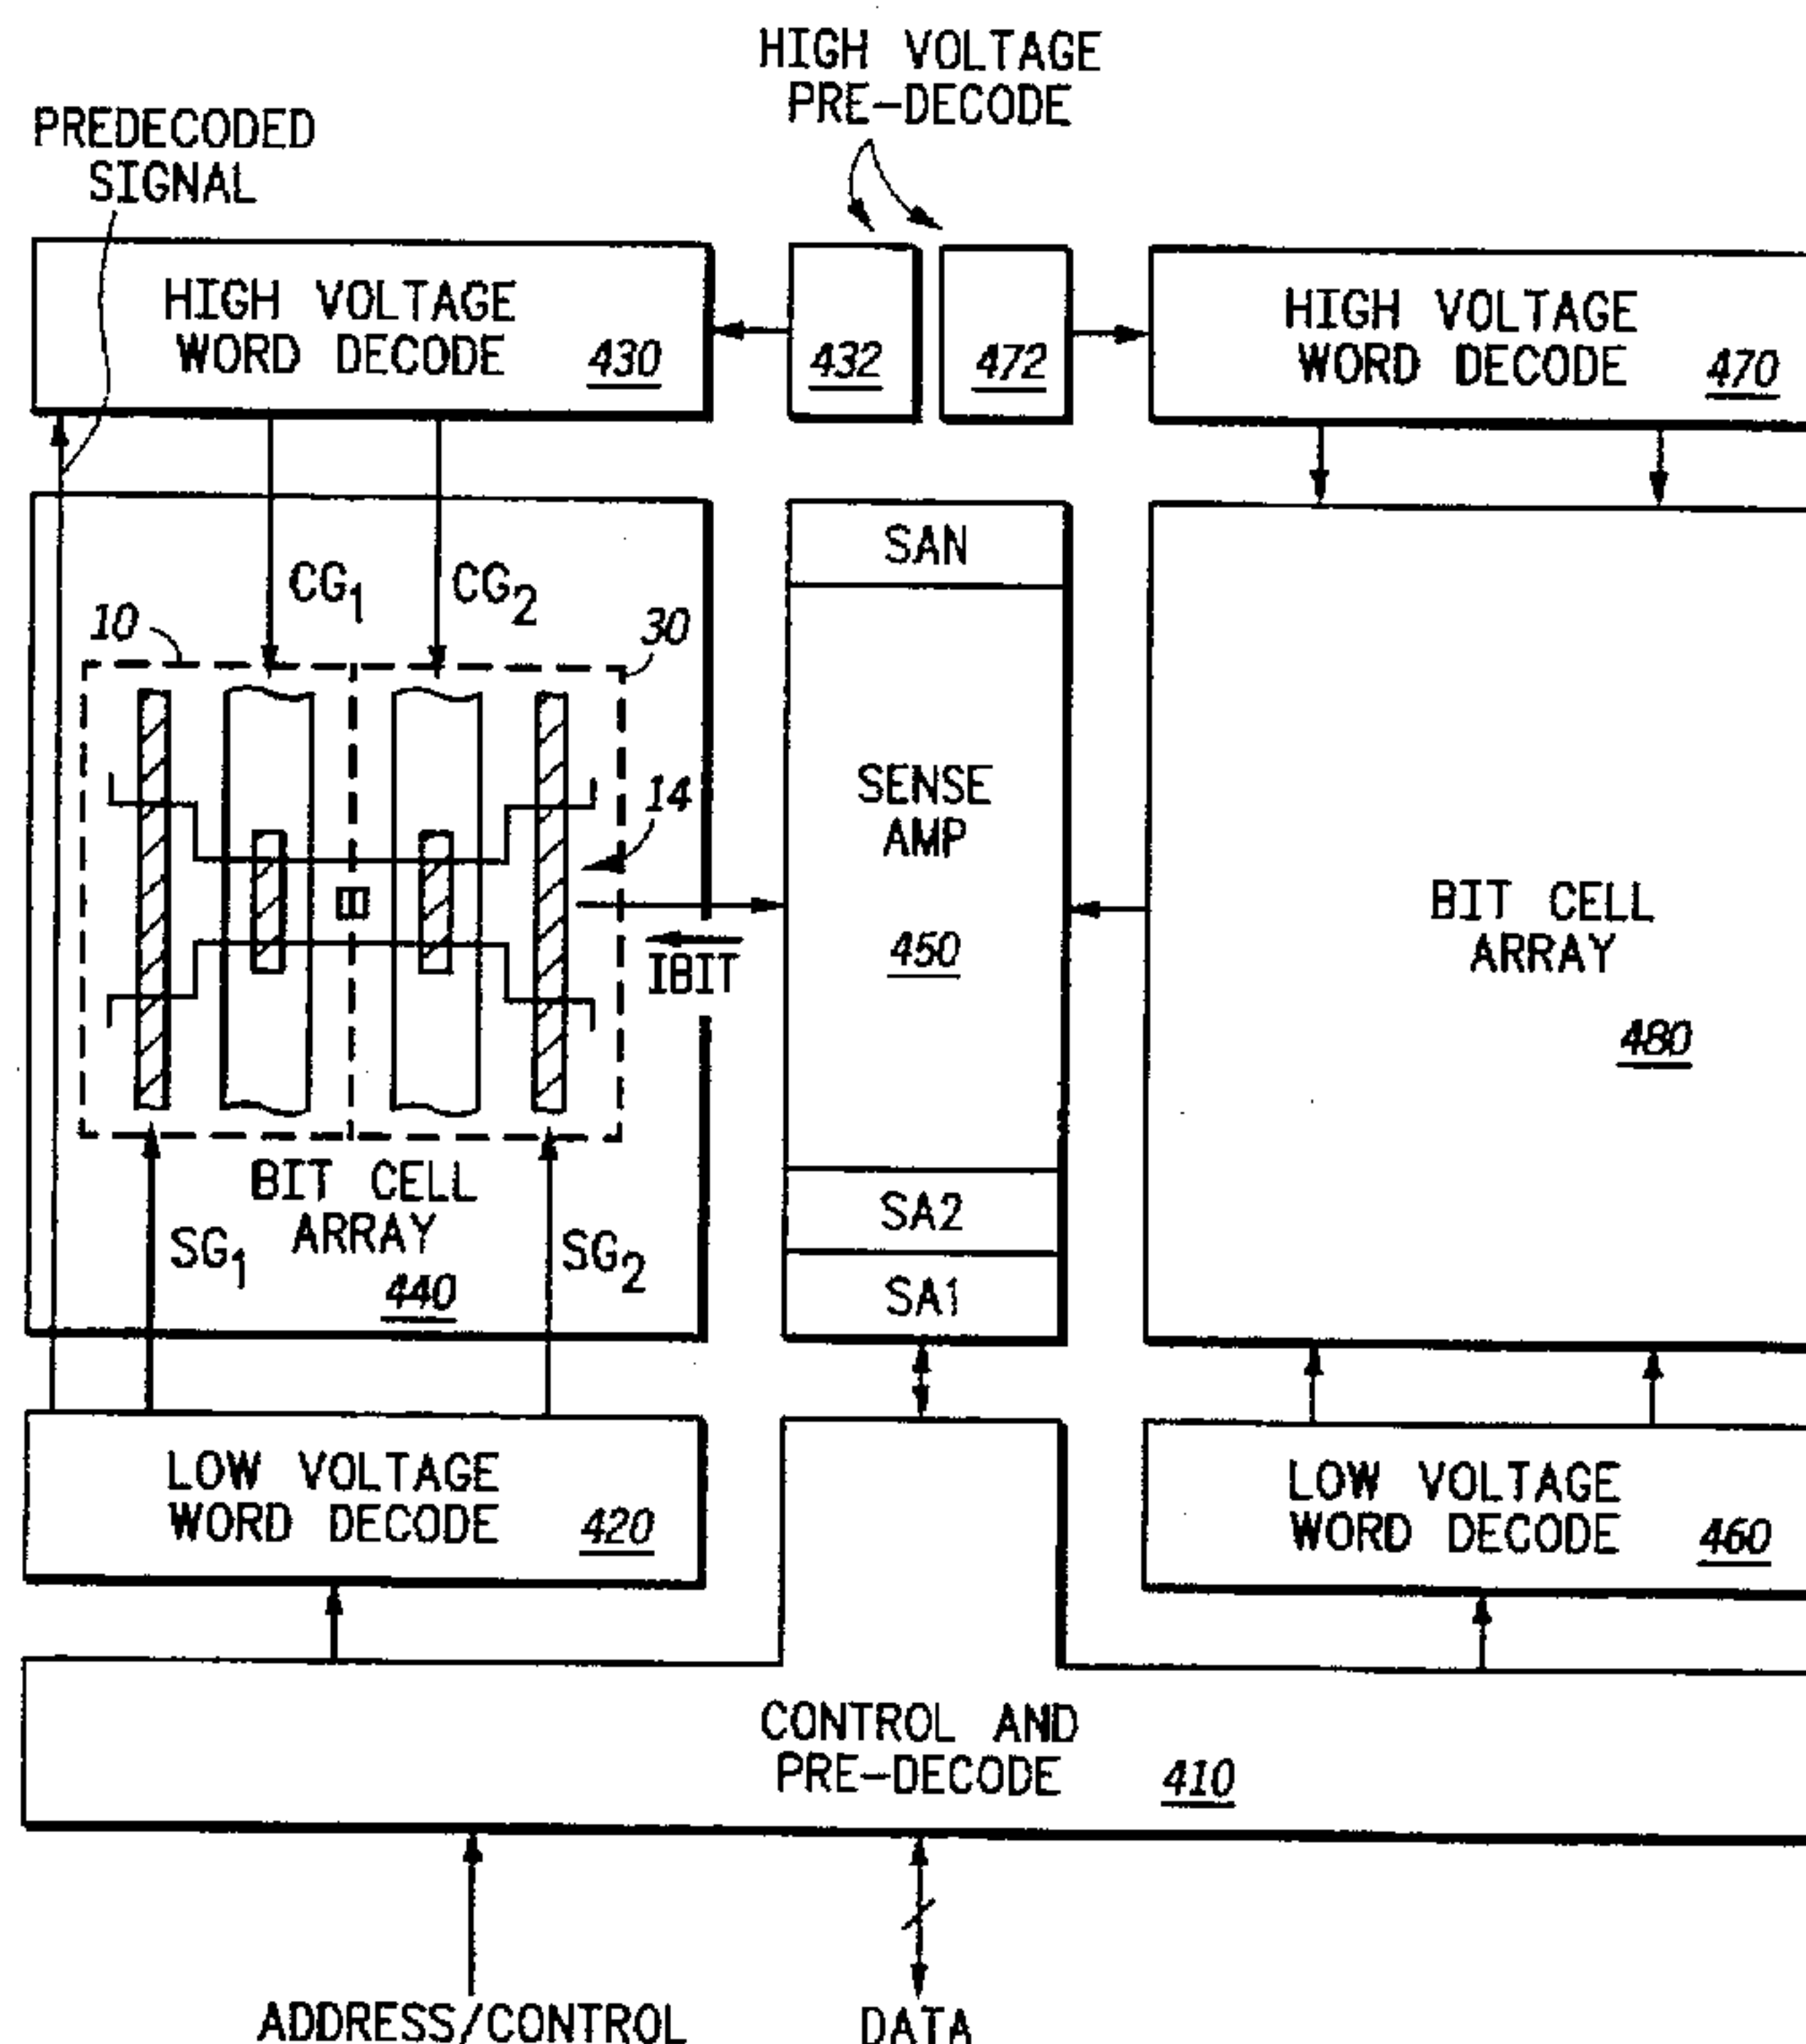 HIGH VOLTAGE
PRE-DECODE
PREDECODED
SIGNAL
HIGH VOLTAGE
WORD DECODE 430
432
472
HIGH VOLTAGE
WORD DECODE 470
CG1
CG2
10
30
14
IBIT
BIT CELL
ARRAY
440
SG1
SG2
SAN
SENSE
AMP
450
SA2
SA1
BIT CELL
ARRAY
480
LOW VOLTAGE
WORD DECODE 420
LOW VOLTAGE
WORD DECODE 460
CONTROL AND
PRE-DECODE 410
ADDRESS/CONTROL
DATA